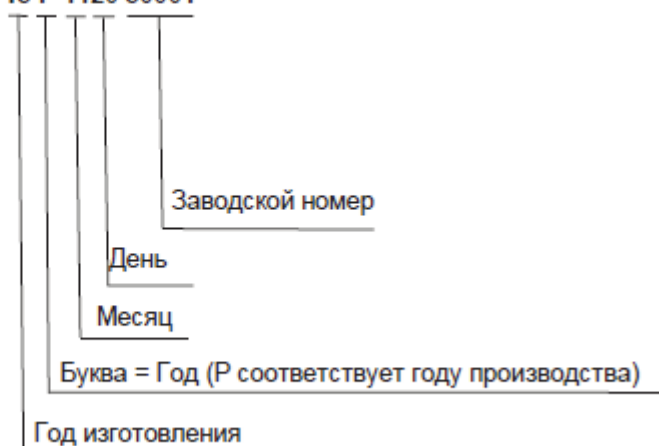 Заводской номер
День
Месяц
Буква = Год (Р соответствует году производства)
Год изготовления